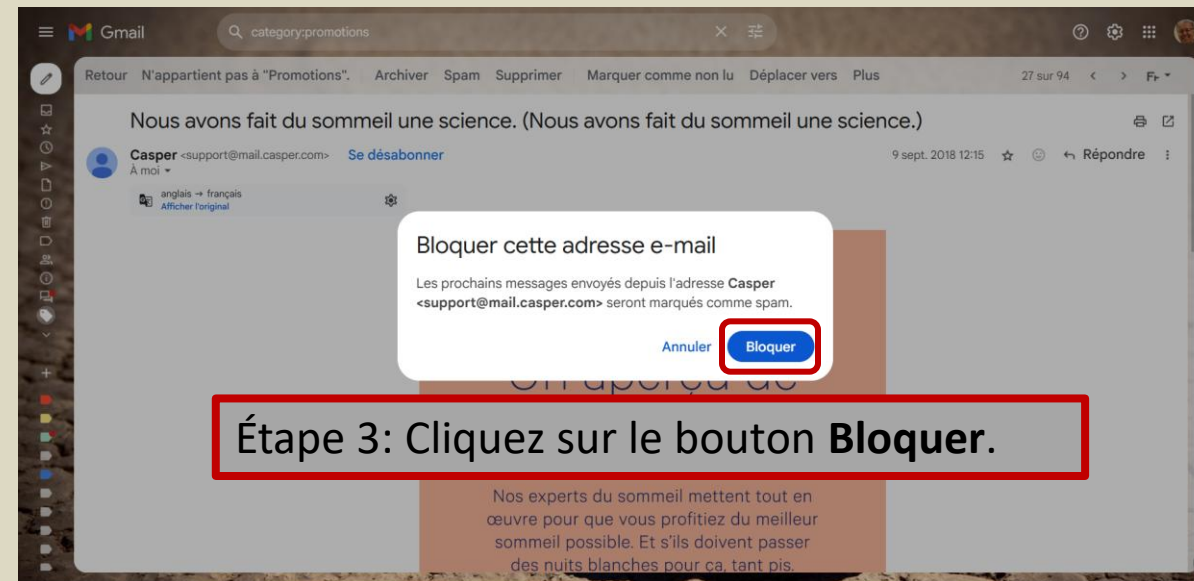 Gmail
category:promotions
Retour N'appartient pas à "Promotions". Archiver Spam Supprimer Marquer comme non lu Déplacer vers Plus 27 sur 94 Fr
Nous avons fait du sommeil une science. (Nous avons fait du sommeil une science.)
Casper <support@mail.casper.com> Se désabonner 9 sept. 2018 12:15 Répondre
À moi
anglais → français
Afficher l'original
Bloquer cette adresse e-mail
Les prochains messages envoyés depuis l'adresse Casper
<support@mail.casper.com> seront marqués comme spam.
Annuler Bloquer
Un aperçu de
Étape 3: Cliquez sur le bouton Bloquer.
Nos experts du sommeil mettent tout en
œuvre pour que vous profitiez du meilleur
sommeil possible. Et s'ils doivent passer
des nuits blanches pour ça, tant pis.